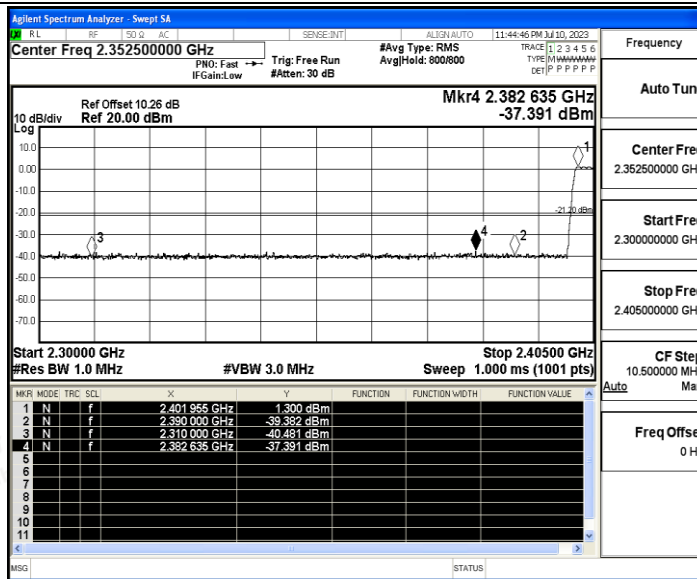 Agilent Spectrum Analyzer - Swept SA
RL RF 50 Ω AC SENSE:INT ALIGN AUTO 11:44:46 PM Jul 10, 2023
Center Freq 2.352500000 GHz
PNO: Fast
IFGain:Low
Trig: Free Run
#Atten: 30 dB
#Avg Type: RMS
Avg|Hold: 800/800
TRACE 1 2 3 4 5 6
TYPE M WWWWW
DET P P P P P P
Frequency
Ref Offset 10.26 dB
10 dB/div Ref 20.00 dBm
Log
Mkr4 2.382 635 GHz
-37.391 dBm
10.0
0.00
-10.0
-20.0
-30.0
-40.0
-50.0
-60.0
-70.0
1
-21.20 dBm
3
4
2
Start 2.30000 GHz Stop 2.40500 GHz
#Res BW 1.0 MHz #VBW 3.0 MHz Sweep 1.000 ms (1001 pts)
MKR MODE TRC SCL X Y FUNCTION FUNCTION WIDTH FUNCTION VALUE
1 N f 2.401 955 GHz 1.300 dBm
2 N f 2.390 000 GHz -39.382 dBm
3 N f 2.310 000 GHz -40.481 dBm
4 N f 2.382 635 GHz -37.391 dBm
5
6
7
8
9
10
11
MSG STATUS
Auto Tun
Center Fre
2.352500000 GH
Start Fre
2.300000000 GH
Stop Fre
2.405000000 GH
CF Step
10.500000 MH
Auto Ma
Freq Offse
0 H